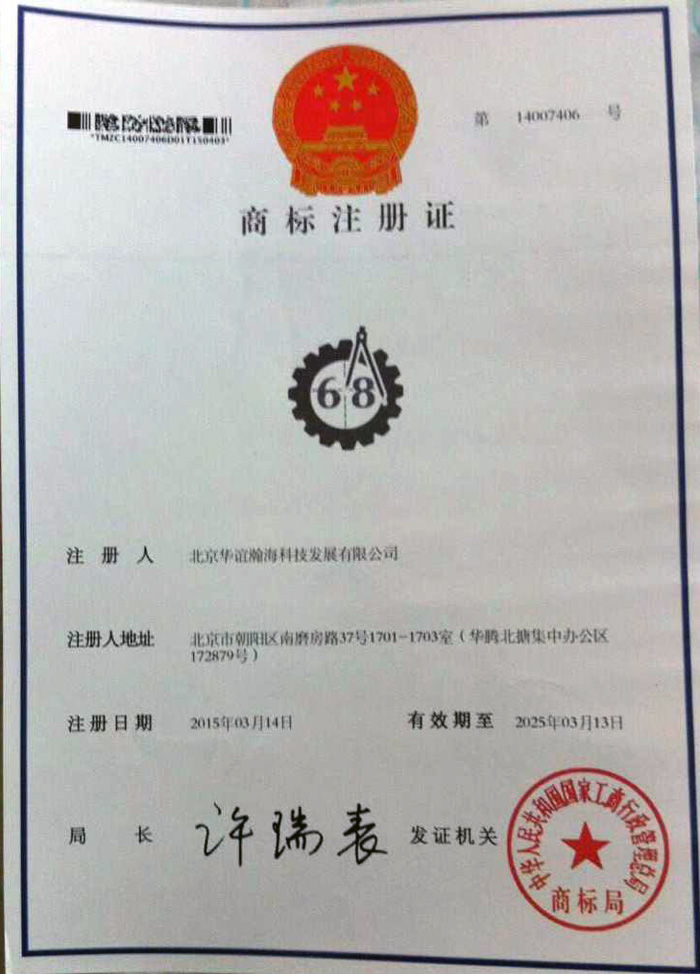 第 14007406 号
*TMZC14007406D01T150403*
商标注册证
68
注册人 北京华谊瀚海科技发展有限公司
注册人地址 北京市朝阳区南磨房路37号1701-1703室（华腾北搪集中办公区
172879号）
注册日期 2015年03月14日 有效期至 2025年03月13日
局长 许瑞表 发证机关
中华人民共和国国家工商行政管理总局
商标局